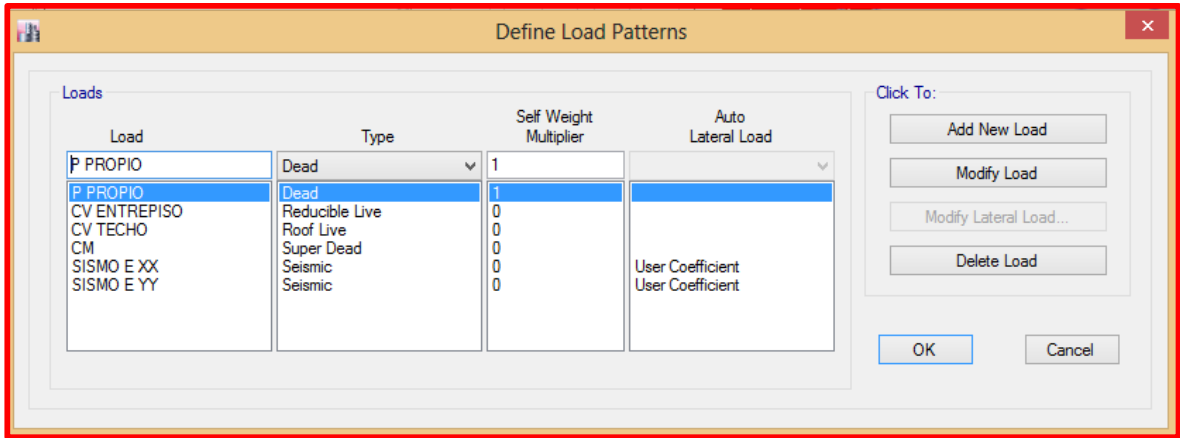 Define Load Patterns
Loads
Click To:
Load Type Self Weight Multiplier Auto Lateral Load
P PROPIO Dead 1
P PROPIO Dead 1
CV ENTREPISO Reducible Live 0
CV TECHO Roof Live 0
CM Super Dead 0
SISMO E XX Seismic 0 User Coefficient
SISMO E YY Seismic 0 User Coefficient
Add New Load
Modify Load
Modify Lateral Load...
Delete Load
OK
Cancel